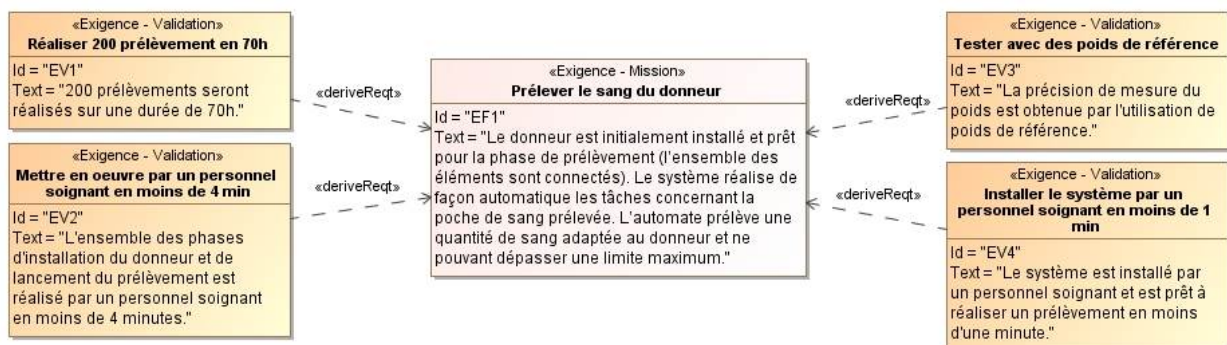 «Exigence - Validation»
Réaliser 200 prélèvement en 70h
Id = "EV1"
Text = "200 prélèvements seront
réalisés sur une durée de 70h."
«Exigence - Validation»
Mettre en oeuvre par un personnel
soignant en moins de 4 min
Id = "EV2"
Text = "L'ensemble des phases
d'installation du donneur et de
lancement du prélèvement est
réalisé par un personnel soignant
en moins de 4 minutes."
«deriveReqt»
«deriveReqt»
«Exigence - Mission»
Prélever le sang du donneur
Id = "EF1"
Text = "Le donneur est initialement installé et prêt
pour la phase de prélèvement (l'ensemble des
éléments sont connectés). Le système réalise de
façon automatique les tâches concernant la
poche de sang prélevée. L'automate prélève une
quantité de sang adaptée au donneur et ne
pouvant dépasser une limite maximum."
«deriveReqt»
«deriveReqt»
«Exigence - Validation»
Tester avec des poids de référence
Id = "EV3"
Text = "La précision de mesure du
poids est obtenue par l'utilisation de
poids de référence."
«Exigence - Validation»
Installer le système par un
personnel soignant en moins de 1
min
Id = "EV4"
Text = "Le système est installé par
un personnel soignant et est prêt à
réaliser un prélèvement en moins
d'une minute."